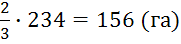 2/3 · 234 = 156 (га)